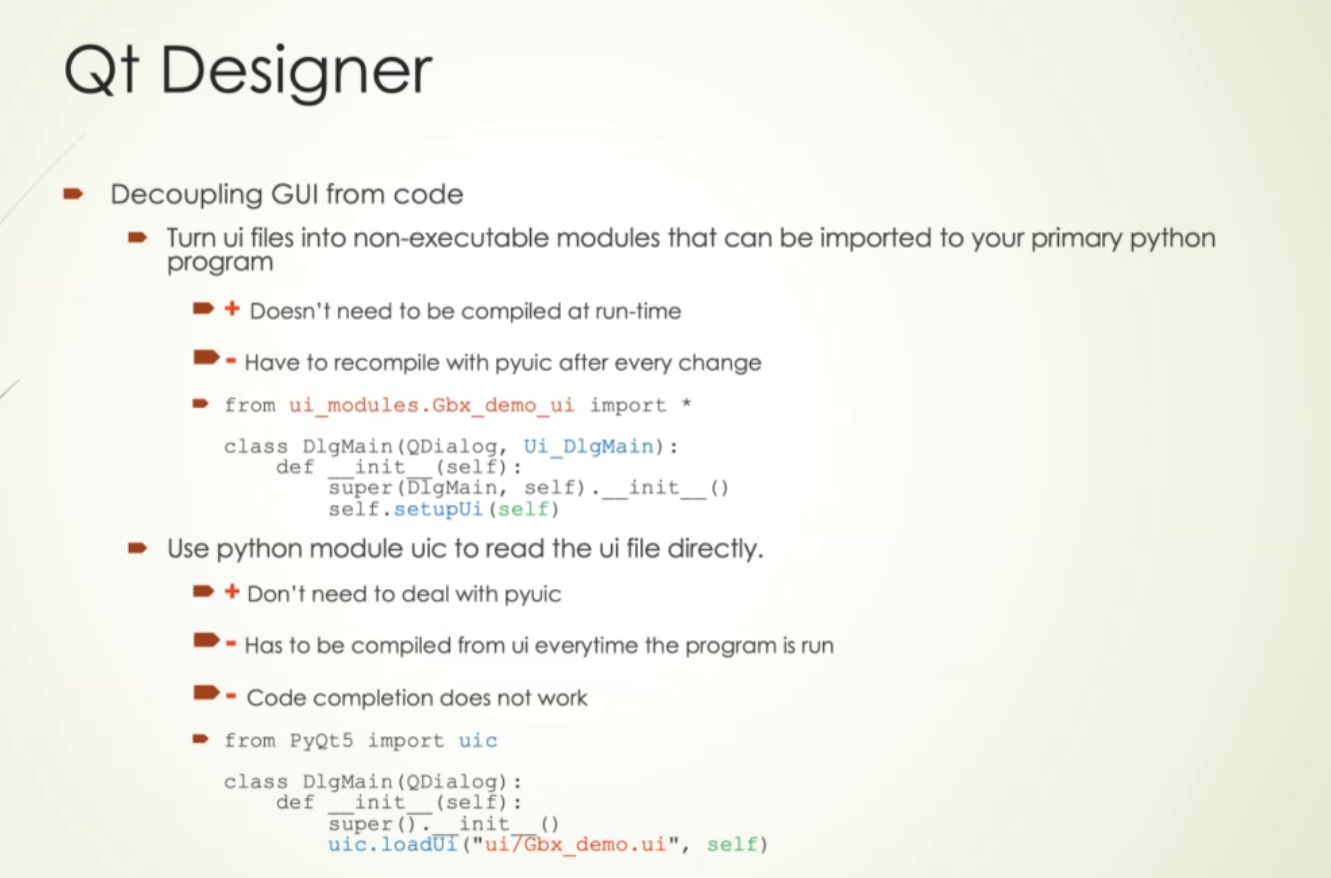 Qt Designer
Decoupling GUI from code
Turn ui files into non-executable modules that can be imported to your primary python
program
+ Doesn't need to be compiled at run-time
- Have to recompile with pyuic after every change
from ui_modules.Gbx_demo_ui import *
class DlgMain(QDialog, Ui_DlgMain):
    def __init__(self):
        super(DlgMain, self).__init__()
        self.setupUi(self)
Use python module uic to read the ui file directly.
+ Don't need to deal with pyuic
- Has to be compiled from ui everytime the program is run
- Code completion does not work
from PyQt5 import uic
class DlgMain(QDialog):
    def __init__(self):
        super().__init__()
        uic.loadUi("ui/Gbx_demo.ui", self)